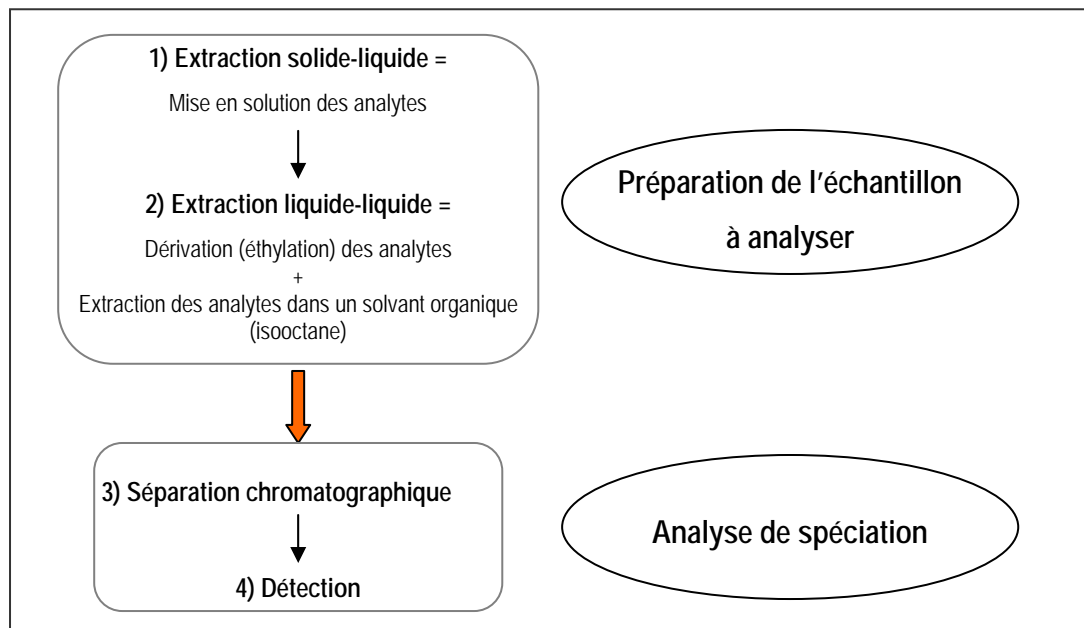 1) Extraction solide-liquide =
Mise en solution des analytes
2) Extraction liquide-liquide =
Dérivation (éthylation) des analytes
+
Extraction des analytes dans un solvant organique
(isooctane)
Préparation de l'échantillon
à analyser
3) Séparation chromatographique
4) Détection
Analyse de spéciation